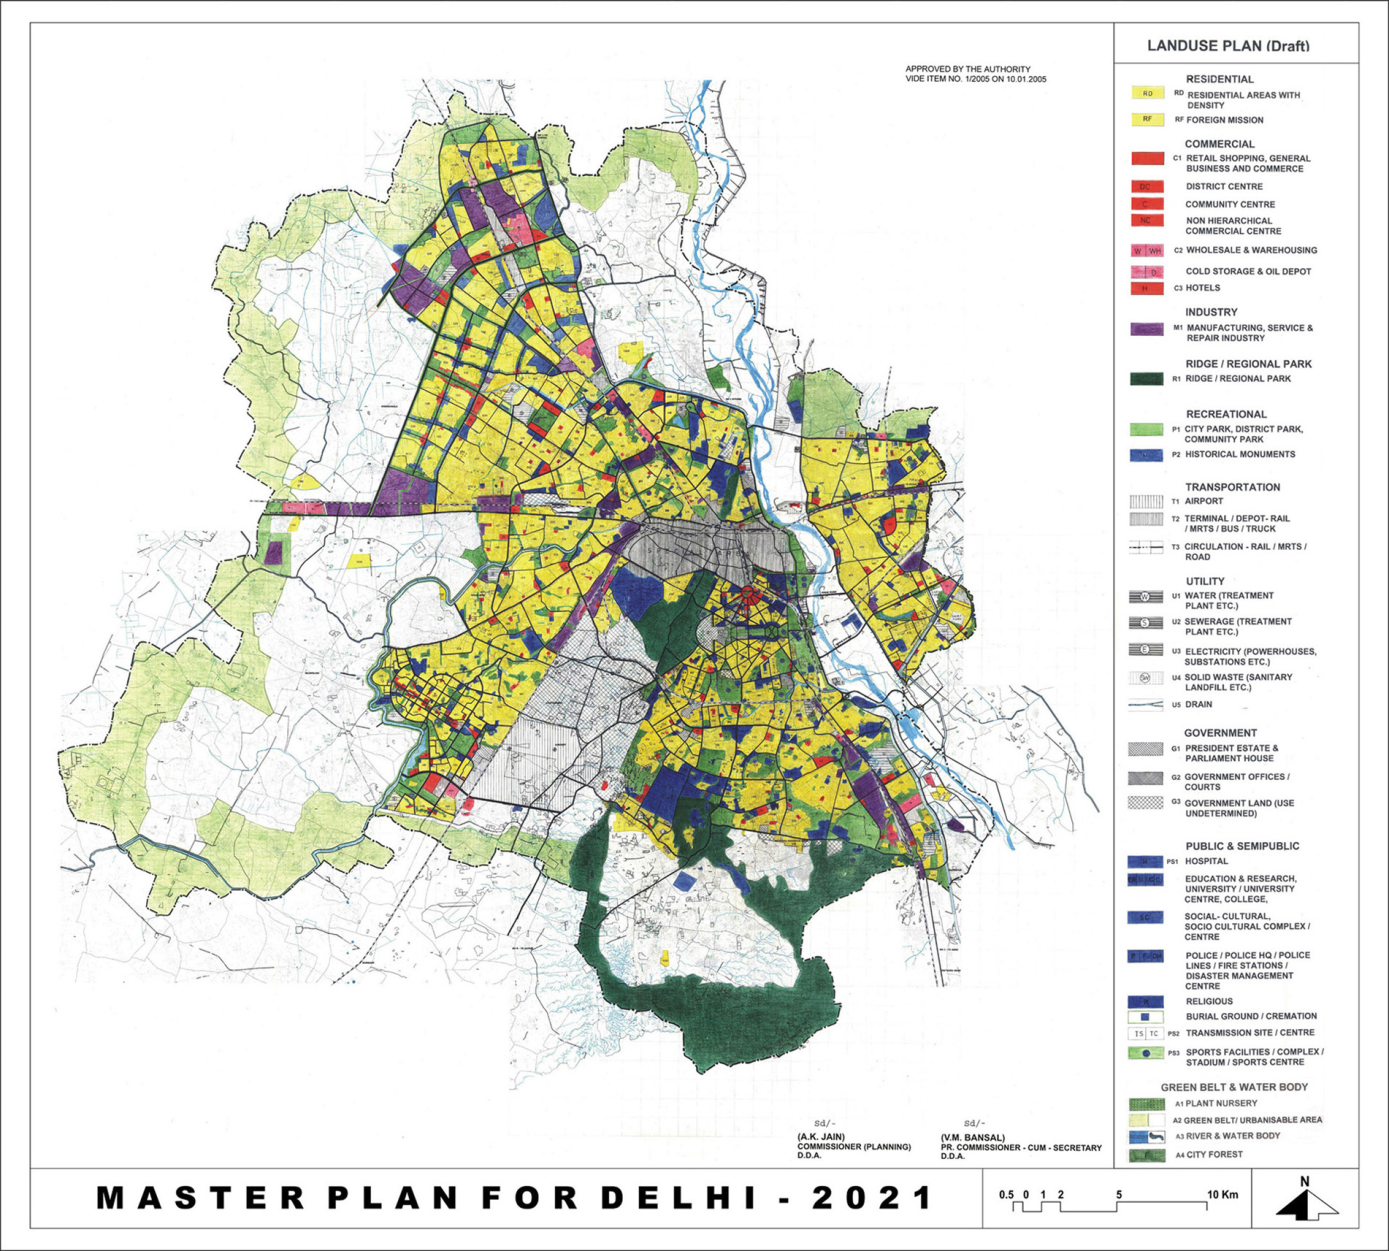 APPROVED BY THE AUTHORITY
VIDE ITEM NO. 1/2005 ON 10.01.2005
LANDUSE PLAN (Draft)
RESIDENTIAL
RD RD RESIDENTIAL AREAS WITH
DENSITY
RF RF FOREIGN MISSION
COMMERCIAL
C1 RETAIL SHOPPING, GENERAL
BUSINESS AND COMMERCE
DC DISTRICT CENTRE
C COMMUNITY CENTRE
NC NON HIERARCHICAL
COMMERCIAL CENTRE
W WH C2 WHOLESALE & WAREHOUSING
D COLD STORAGE & OIL DEPOT
H C3 HOTELS
INDUSTRY
M1 MANUFACTURING, SERVICE &
REPAIR INDUSTRY
RIDGE / REGIONAL PARK
R1 RIDGE / REGIONAL PARK
RECREATIONAL
P1 CITY PARK, DISTRICT PARK,
COMMUNITY PARK
P2 HISTORICAL MONUMENTS
TRANSPORTATION
T1 AIRPORT
T2 TERMINAL / DEPOT- RAIL
/ MRTS / BUS / TRUCK
T3 CIRCULATION - RAIL / MRTS /
ROAD
UTILITY
W U1 WATER (TREATMENT
PLANT ETC.)
S U2 SEWERAGE (TREATMENT
PLANT ETC.)
E U3 ELECTRICITY (POWERHOUSES,
SUBSTATIONS ETC.)
SW U4 SOLID WASTE (SANITARY
LANDFILL ETC.)
U5 DRAIN
GOVERNMENT
G1 PRESIDENT ESTATE &
PARLIAMENT HOUSE
G2 GOVERNMENT OFFICES /
COURTS
G3 GOVERNMENT LAND (USE
UNDETERMINED)
PUBLIC & SEMIPUBLIC
PS1 HOSPITAL
EDUCATION & RESEARCH,
UNIVERSITY / UNIVERSITY
CENTRE, COLLEGE,
SOCIAL- CULTURAL,
SOCIO CULTURAL COMPLEX /
CENTRE
POLICE / POLICE HQ / POLICE
LINES / FIRE STATIONS /
DISASTER MANAGEMENT
CENTRE
RELIGIOUS
BURIAL GROUND / CREMATION
TS TC PS2 TRANSMISSION SITE / CENTRE
PS3 SPORTS FACILITIES / COMPLEX /
STADIUM / SPORTS CENTRE
GREEN BELT & WATER BODY
A1 PLANT NURSERY
A2 GREEN BELT/ URBANISABLE AREA
A3 RIVER & WATER BODY
A4 CITY FOREST
sd/-
(A.K. JAIN)
COMMISSIONER (PLANNING)
D.D.A.
sd/-
(V.M. BANSAL)
PR. COMMISSIONER - CUM - SECRETARY
D.D.A.
MASTER PLAN FOR DELHI - 2021
0.5 0 1 2 5 10 Km
N